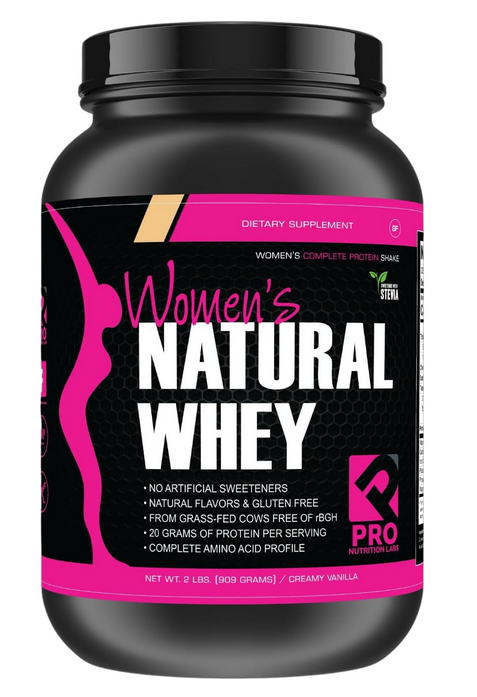 DIETARY SUPPLEMENT
GF
WOMEN'S COMPLETE PROTEIN SHAKE
SWEETENED WITH
STEVIA
Women's
NATURAL
WHEY
• NO ARTIFICIAL SWEETENERS
• NATURAL FLAVORS & GLUTEN FREE
• FROM GRASS-FED COWS FREE OF rBGH
• 20 GRAMS OF PROTEIN PER SERVING
• COMPLETE AMINO ACID PROFILE
PRO
NUTRITION LABS
NET WT. 2 LBS. (909 GRAMS) / CREAMY VANILLA